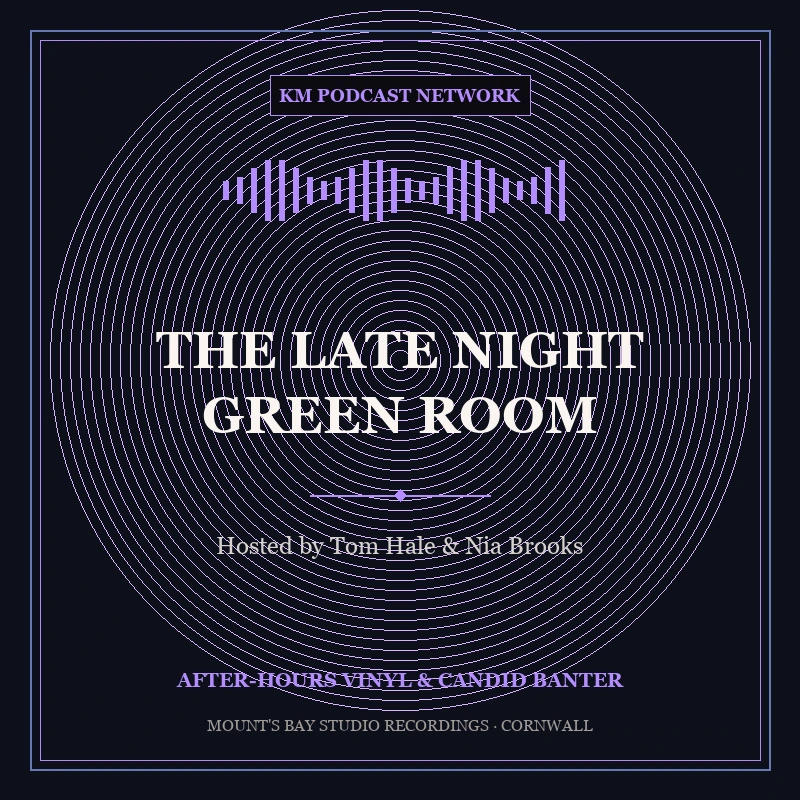 KM PODCAST NETWORK
THE LATE NIGHT
GREEN ROOM
Hosted by Tom Hale & Nia Brooks
AFTER-HOURS VINYL & CANDID BANTER
MOUNT'S BAY STUDIO RECORDINGS · CORNWALL